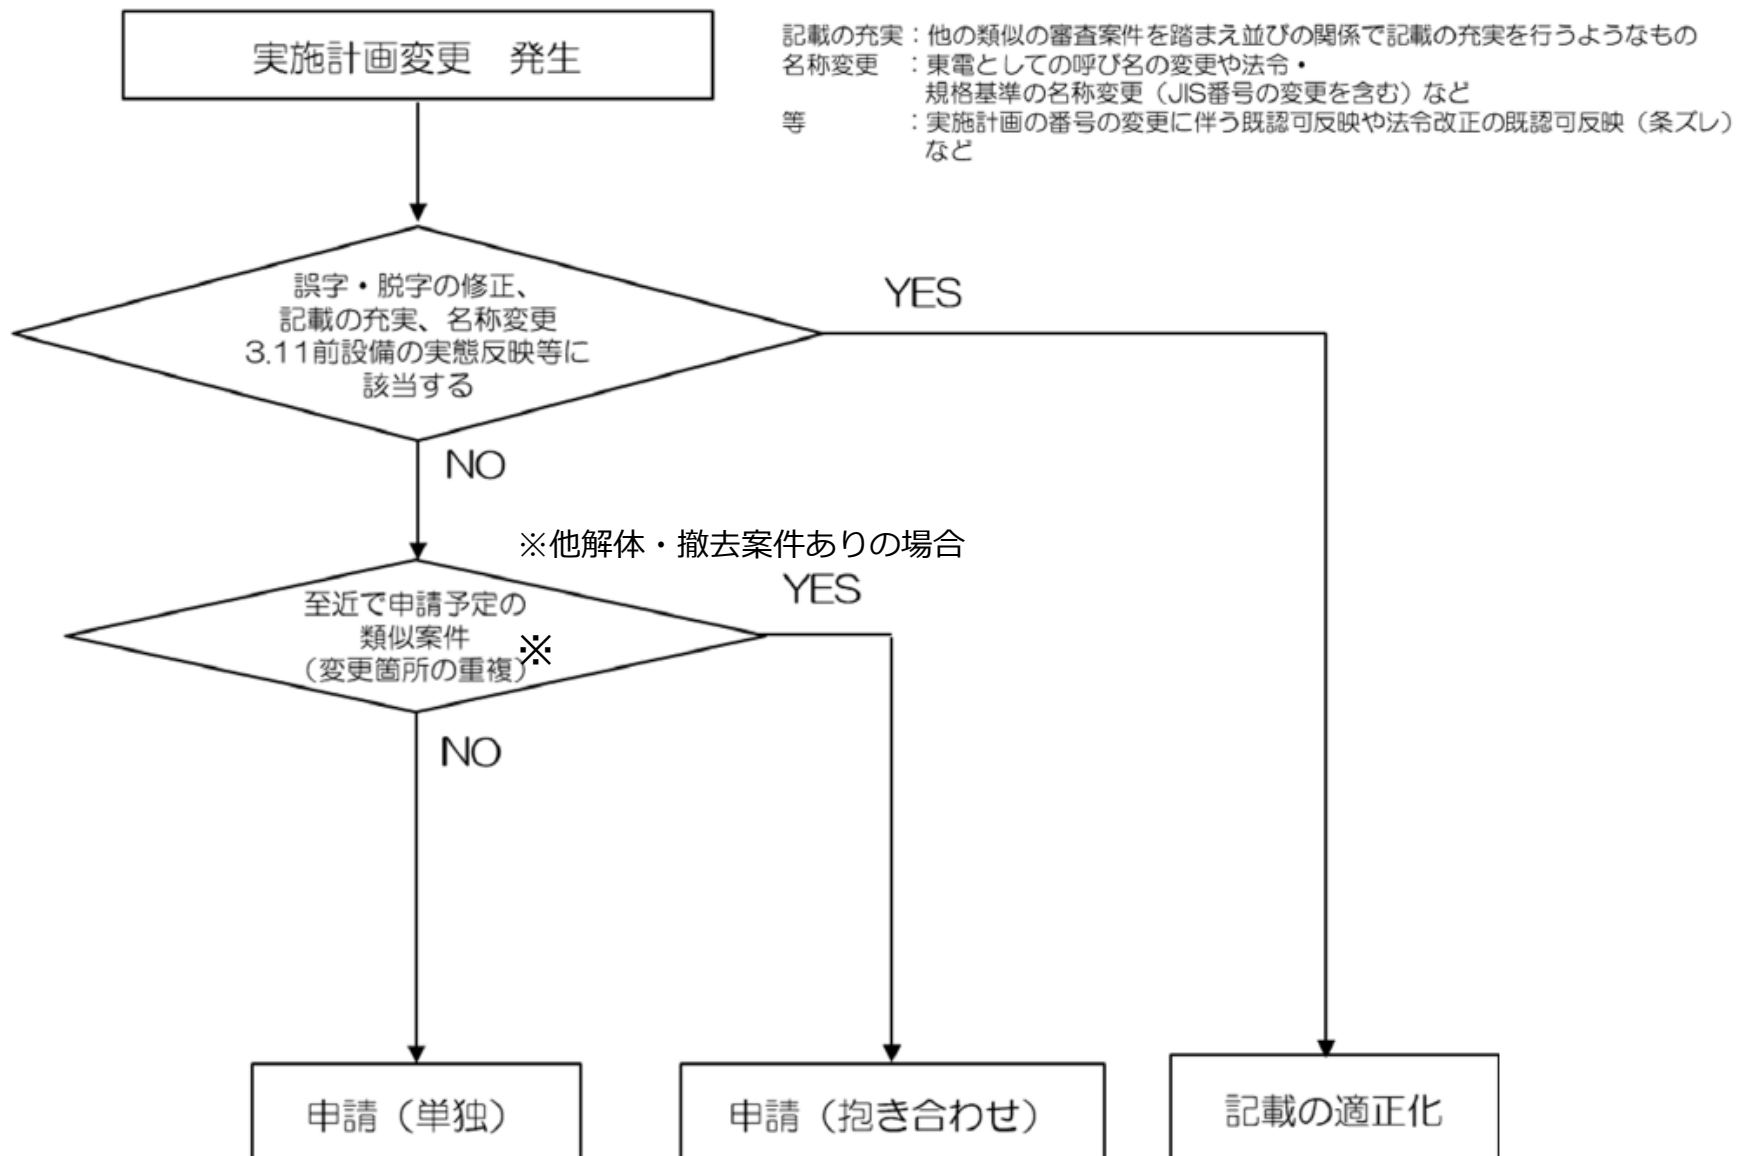 実施計画変更　発生
記載の充実：他の類似の審査案件を踏まえ並びの関係で記載の充実を行うようなもの
名称変更　：東電としての呼び名の変更や法令・
規格基準の名称変更（JIS番号の変更を含む）など
等　　　　：実施計画の番号の変更に伴う既認可反映や法令改正の既認可反映（条ズレ）
など
誤字・脱字の修正、
記載の充実、名称変更
3.11前設備の実態反映等に
該当する
YES
NO
※他解体・撤去案件ありの場合
至近で申請予定の
類似案件
（変更箇所の重複）※
YES
NO
申請（単独）
申請（抱き合わせ）
記載の適正化